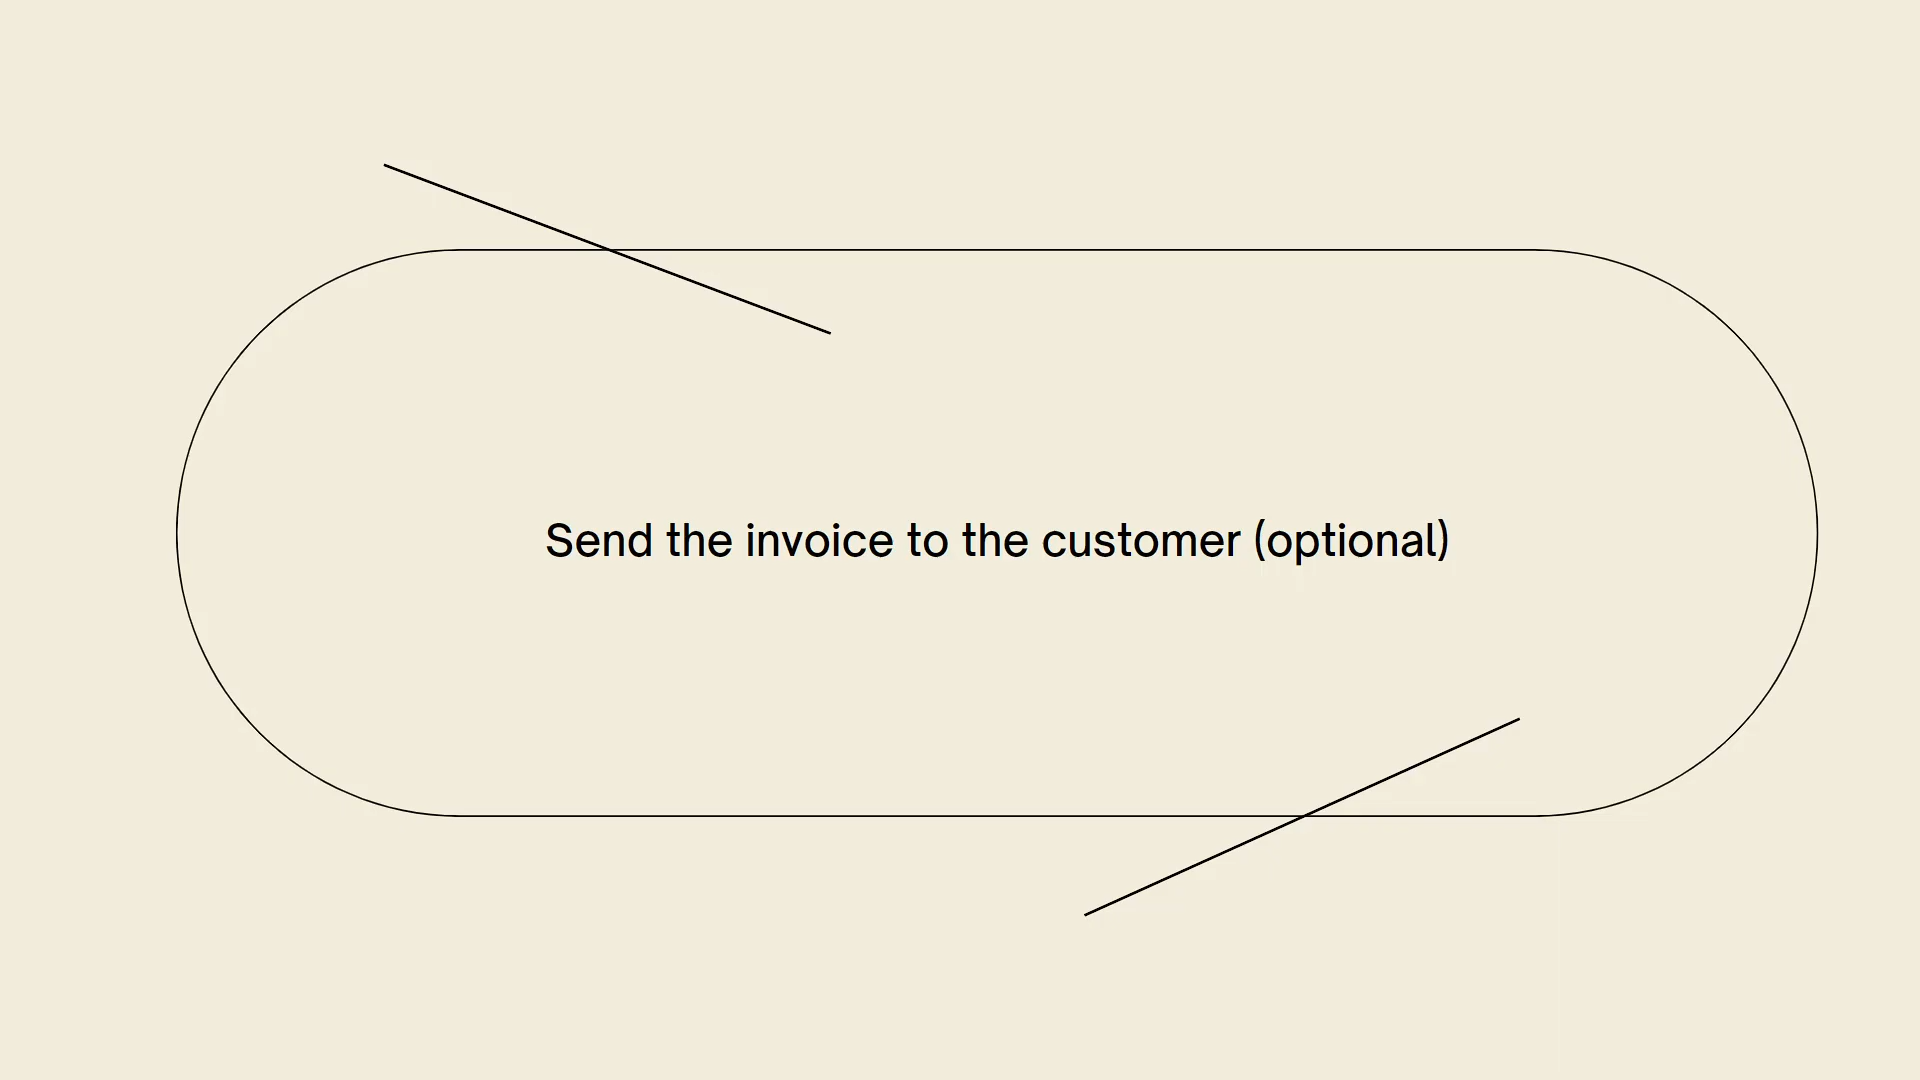 Send the invoice to the customer (optional)